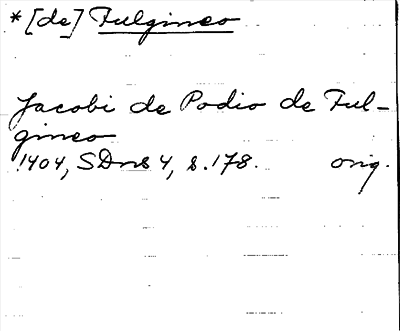 *[de] Fulgineo
Jacobi de Podio de Ful-
gineo
1404, SDns 4, s.178. orig.